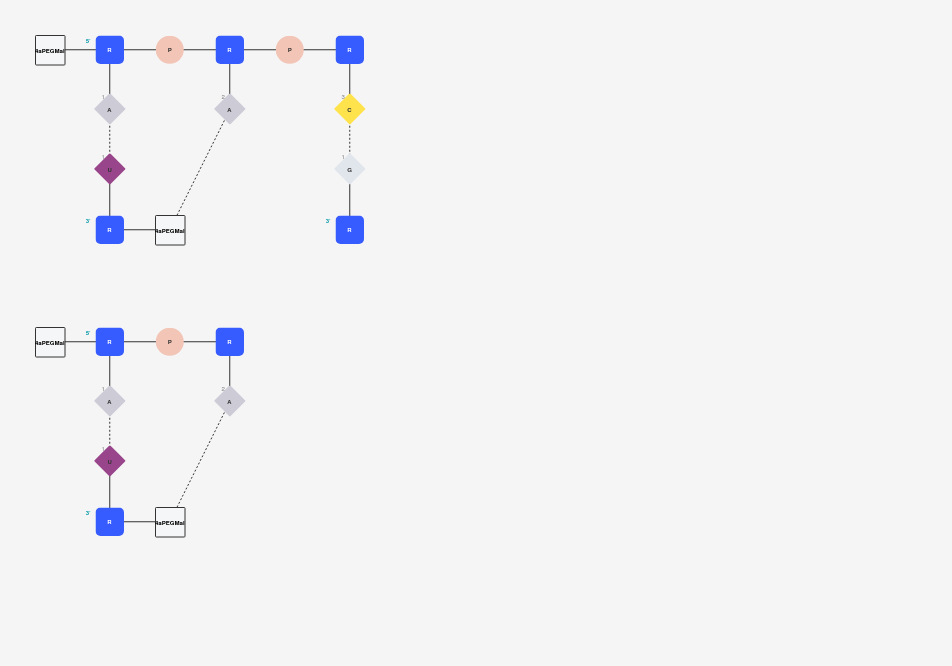 5'
4aPEGMal R P R P R
1 2 3
A A C
1 1
U G
3' 3'
R 4aPEGMal R
5'
4aPEGMal R P R
1 2
A A
1
U
3'
R 4aPEGMal